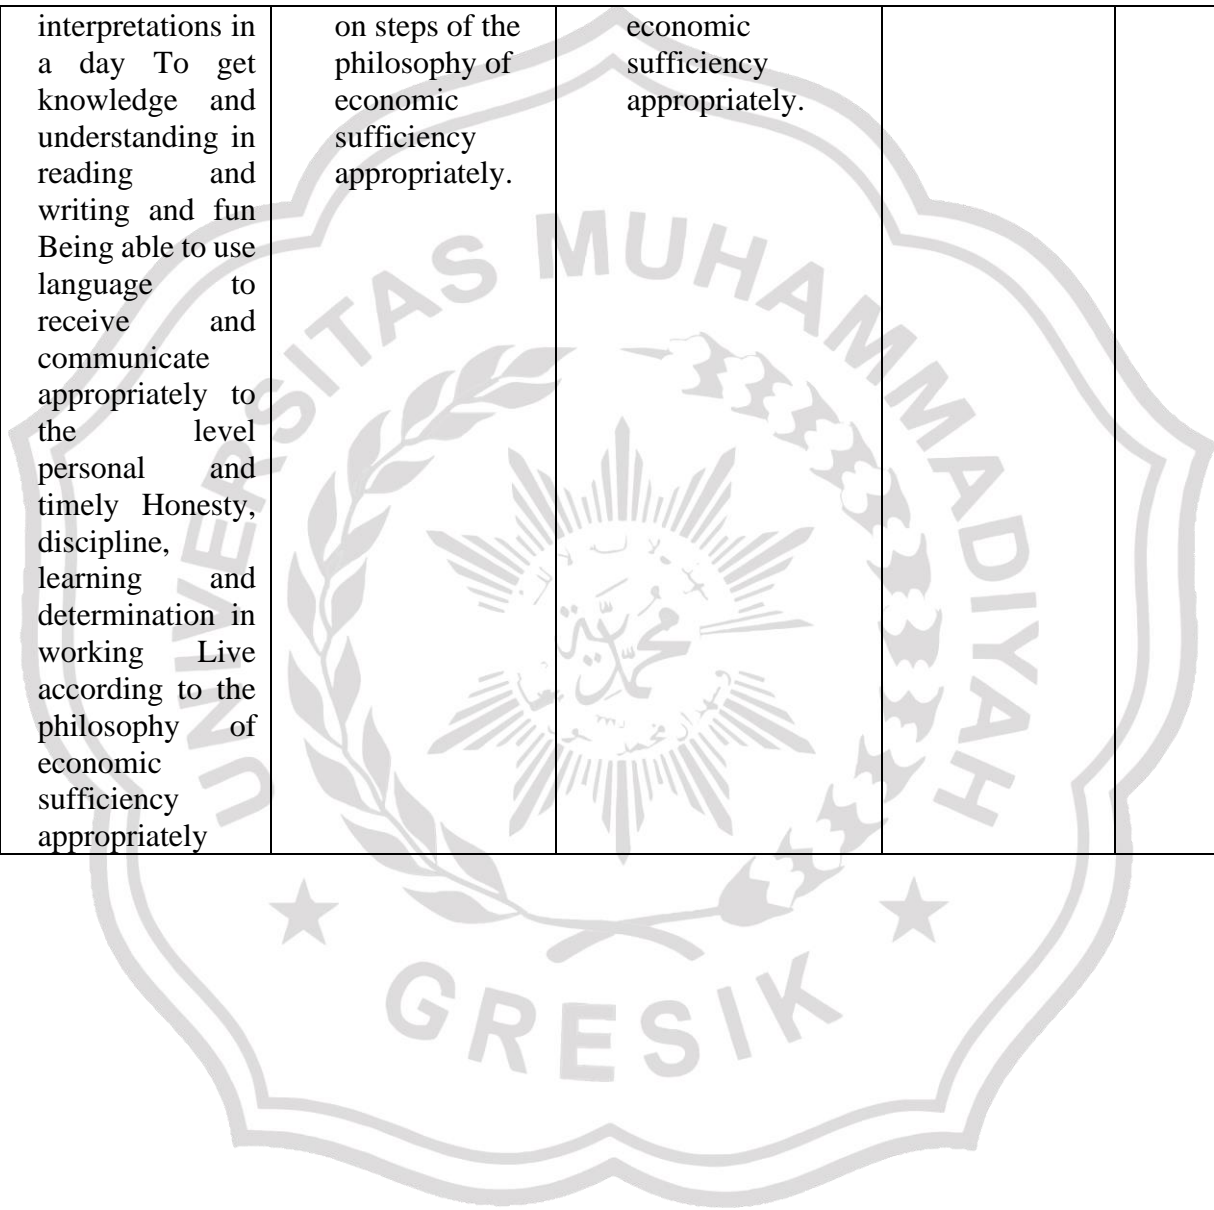 interpretations in
a day To get
knowledge and
understanding in
reading and
writing and fun
Being able to use
language to
receive and
communicate
appropriately to
the level
personal and
timely Honesty,
discipline,
learning and
determination in
working Live
according to the
philosophy of
economic
sufficiency
appropriately
on steps of the
philosophy of
economic
sufficiency
appropriately.
economic
sufficiency
appropriately.
UNIVERSITAS MUHAMMADIYAH
GRESIK